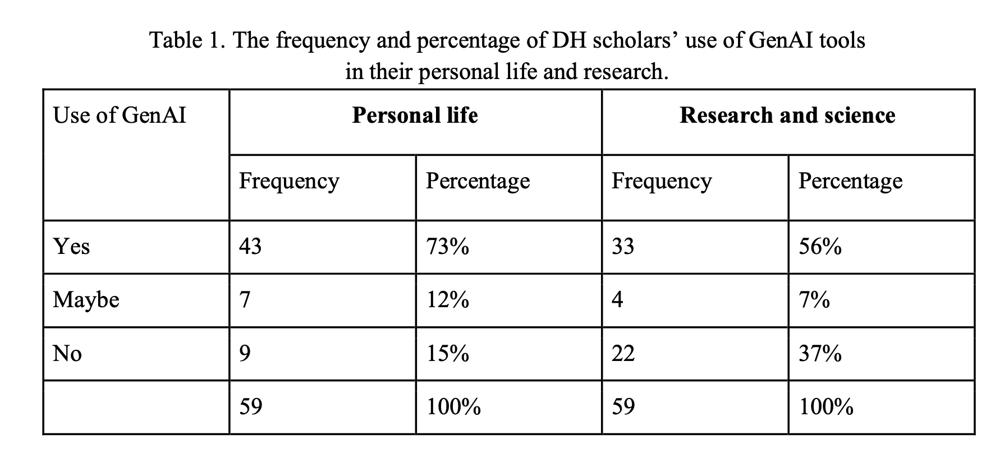 Table 1. The frequency and percentage of DH scholars’ use of GenAI tools
in their personal life and research.
Use of GenAI Personal life Research and science
Frequency Percentage Frequency Percentage
Yes 43 73% 33 56%
Maybe 7 12% 4 7%
No 9 15% 22 37%
59 100% 59 100%